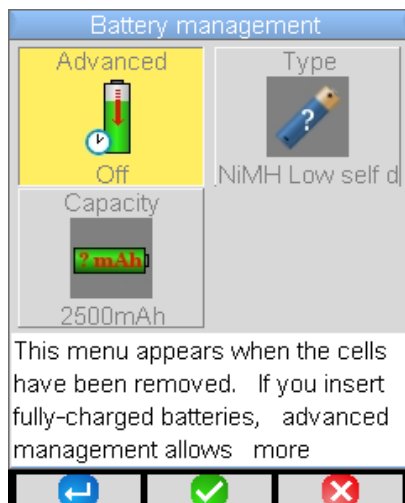 Battery management
Advanced
Type
?
Off
NiMH Low self d
Capacity
? mAh
2500mAh
This menu appears when the cells
have been removed. If you insert
fully-charged batteries, advanced
management allows more